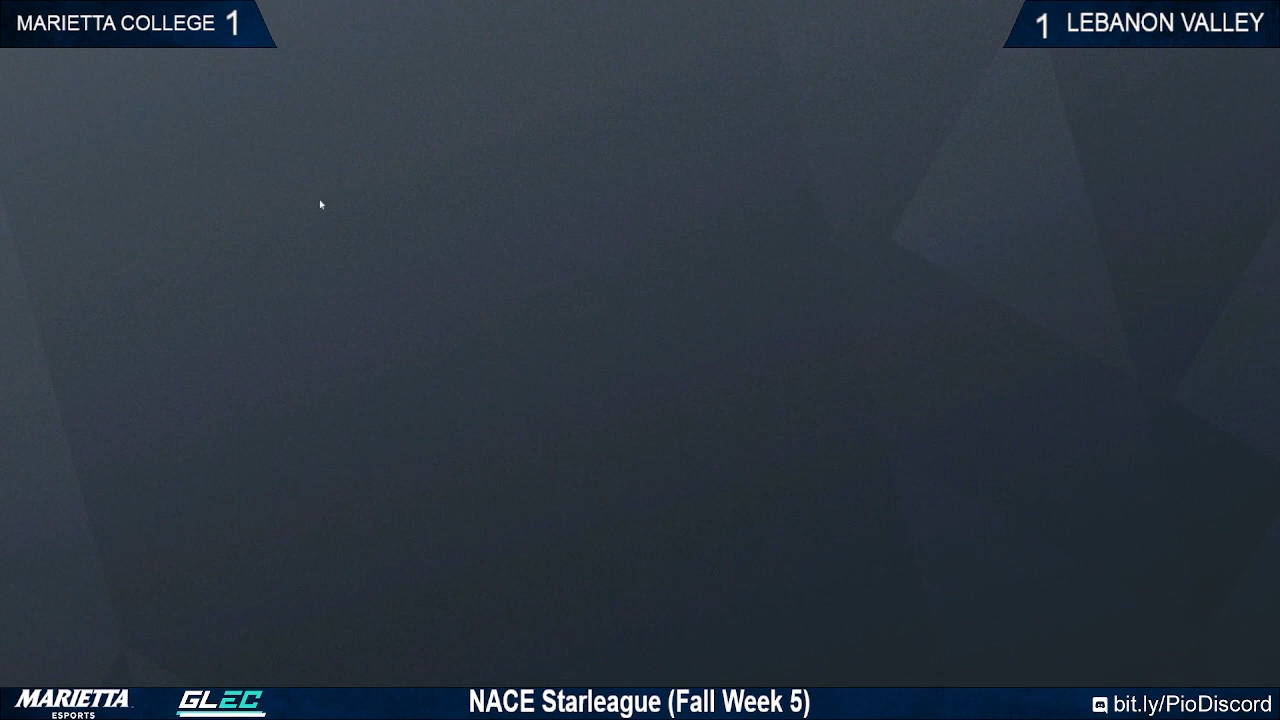 MARIETTA COLLEGE 1
1 LEBANON VALLEY
MARIETTA
ESPORTS
GLEC
NACE Starleague (Fall Week 5)
bit.ly/PioDiscord